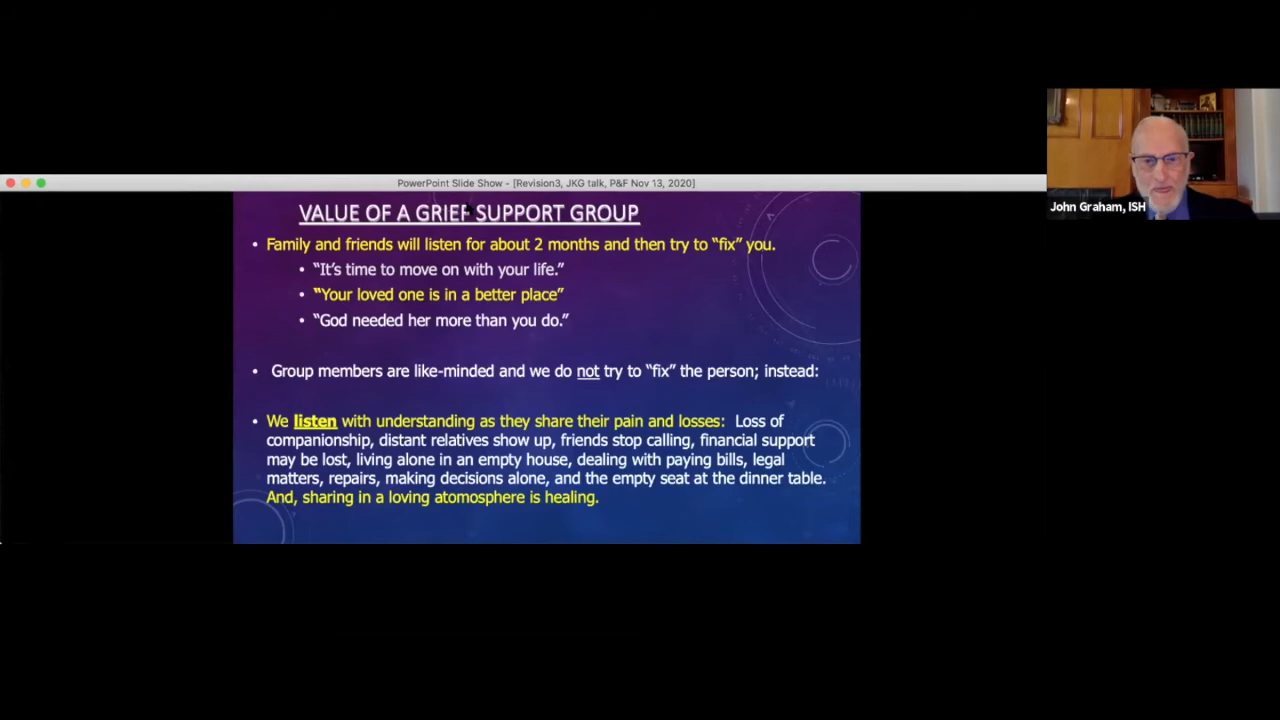 PowerPoint Slide Show - [Revision3, JKG talk, P&F Nov 13, 2020]
VALUE OF A GRIEF SUPPORT GROUP
• Family and friends will listen for about 2 months and then try to “fix” you.
• “It’s time to move on with your life.”
• “Your loved one is in a better place”
• “God needed her more than you do.”
• Group members are like-minded and we do not try to “fix” the person; instead:
• We listen with understanding as they share their pain and losses: Loss of
companionship, distant relatives show up, friends stop calling, financial support
may be lost, living alone in an empty house, dealing with paying bills, legal
matters, repairs, making decisions alone, and the empty seat at the dinner table.
And, sharing in a loving atomosphere is healing.
John Graham, ISH